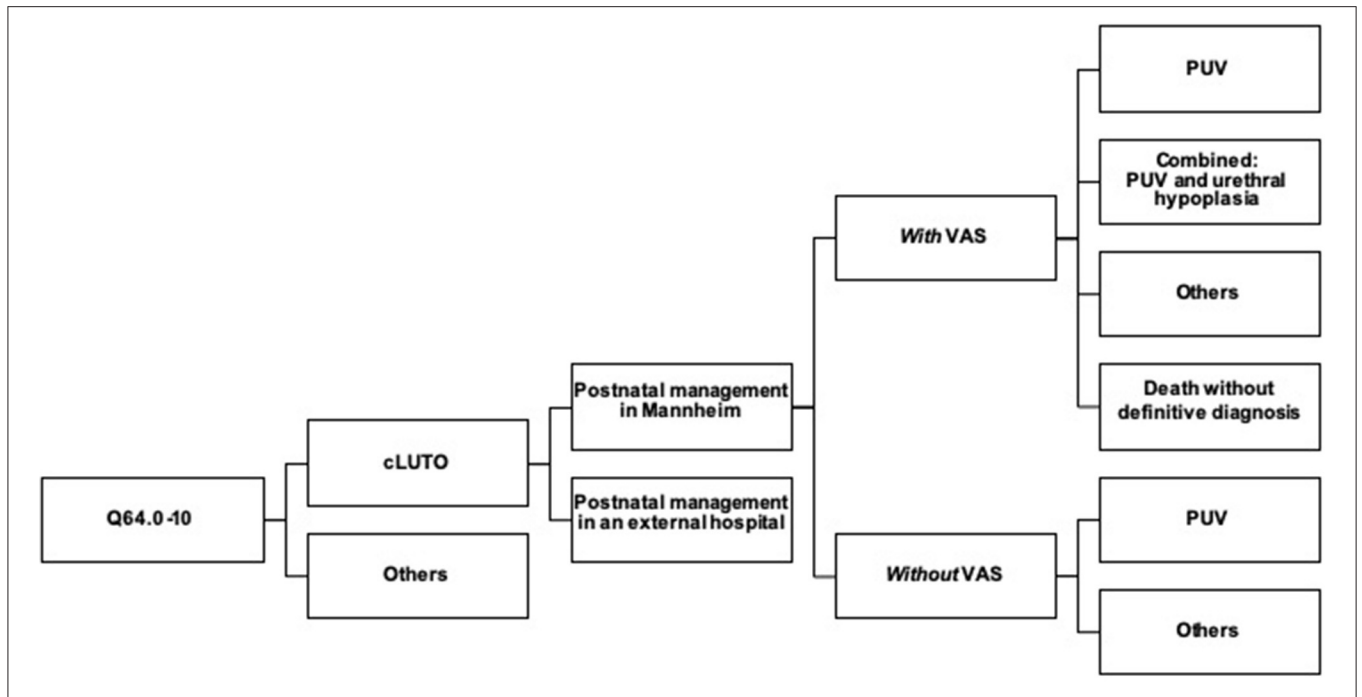 Q64.0-10
cLUTO
Others
Postnatal management
in Mannheim
Postnatal management
in an external hospital
With VAS
Without VAS
PUV
Combined:
PUV and urethral
hypoplasia
Others
Death without
definitive diagnosis
PUV
Others